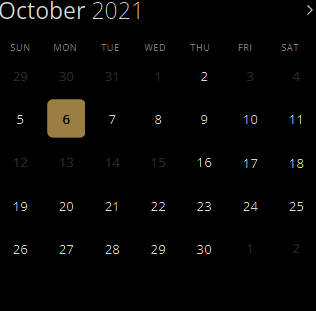 October 2021
SUN MON TUE WED THU FRI SAT
29 30 31 1 2 3 4
5 6 7 8 9 10 11
12 13 14 15 16 17 18
19 20 21 22 23 24 25
26 27 28 29 30 1 2